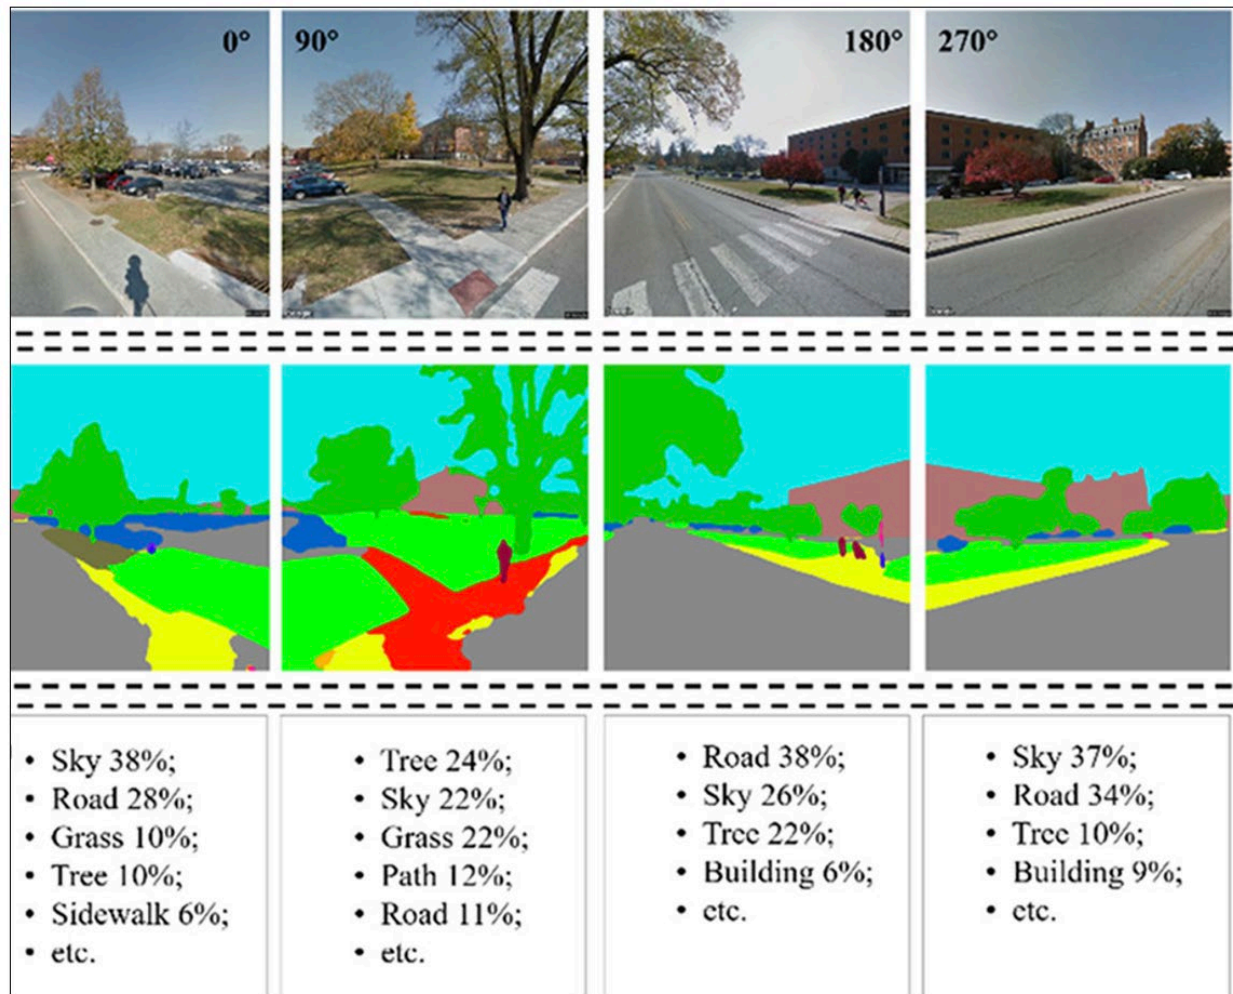 0°
90°
180°
270°
• Sky 38%;
• Road 28%;
• Grass 10%;
• Tree 10%;
• Sidewalk 6%;
• etc.
• Tree 24%;
• Sky 22%;
• Grass 22%;
• Path 12%;
• Road 11%;
• etc.
• Road 38%;
• Sky 26%;
• Tree 22%;
• Building 6%;
• etc.
• Sky 37%;
• Road 34%;
• Tree 10%;
• Building 9%;
• etc.